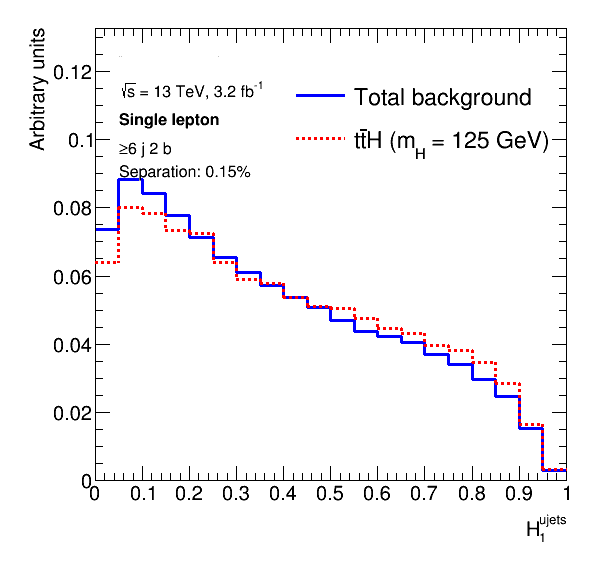 Arbitrary units
0.12
0.1
0.08
0.06
0.04
0.02
0
√s = 13 TeV, 3.2 fb⁻¹
Single lepton
≥6 j 2 b
Separation: 0.15%
Total background
tt̄H (m_H = 125 GeV)
0 0.1 0.2 0.3 0.4 0.5 0.6 0.7 0.8 0.9 1
H₁^ujets